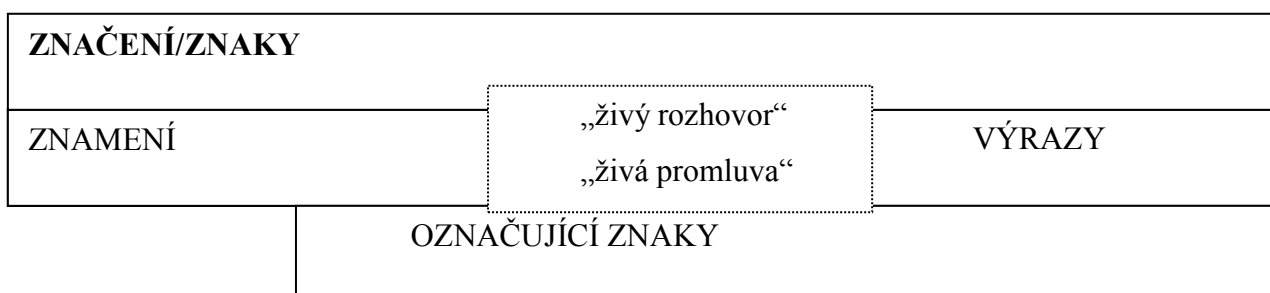 ZNAČENÍ/ZNAKY
„živý rozhovor“
ZNAMENÍ
VÝRAZY
„živá promluva“
OZNAČUJÍCÍ ZNAKY